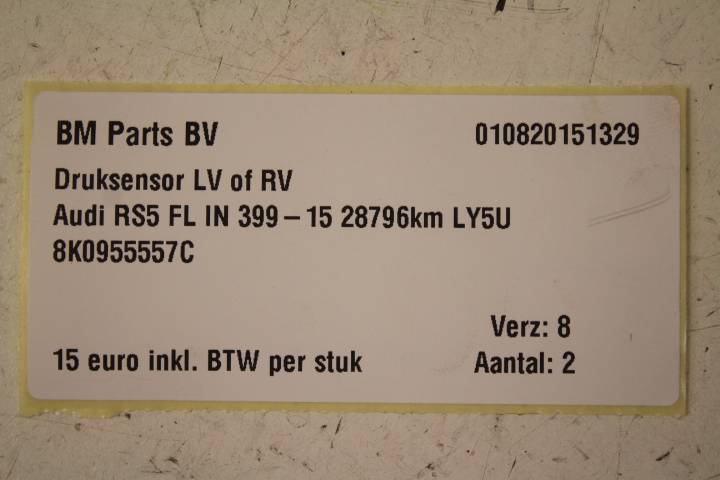 BM Parts BV 010820151329
Druksensor LV of RV
Audi RS5 FL IN 399-15 28796km LY5U
8K0955557C
Verz: 8
15 euro inkl. BTW per stuk Aantal: 2